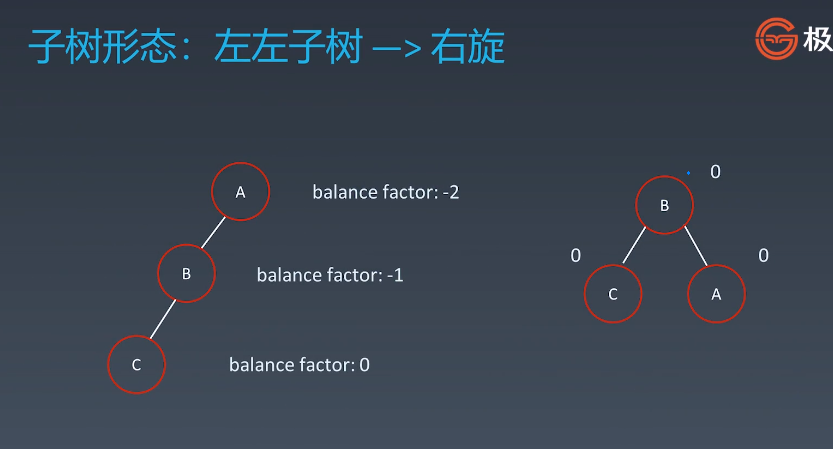 子树形态：左左子树 —> 右旋
极
A
balance factor: -2
0
B
B
balance factor: -1
0
0
C
A
C
balance factor: 0